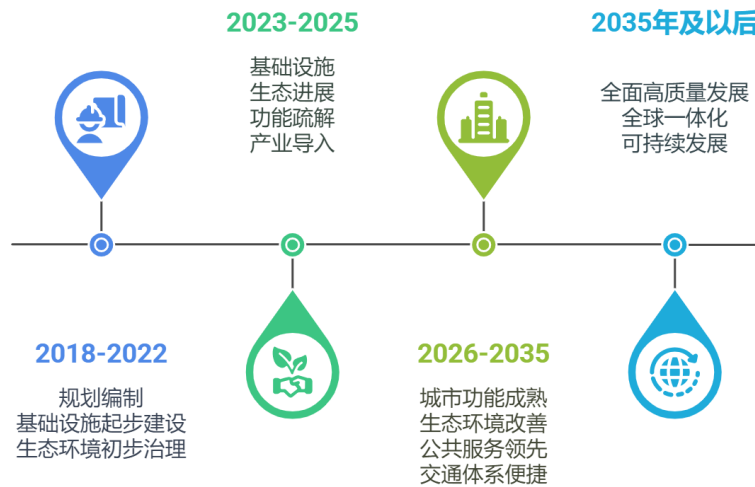 2018-2022
规划编制
基础设施起步建设
生态环境初步治理
2023-2025
基础设施
生态进展
功能疏解
产业导入
2026-2035
城市功能成熟
生态环境改善
公共服务领先
交通体系便捷
2035年及以后
全面高质量发展
全球一体化
可持续发展